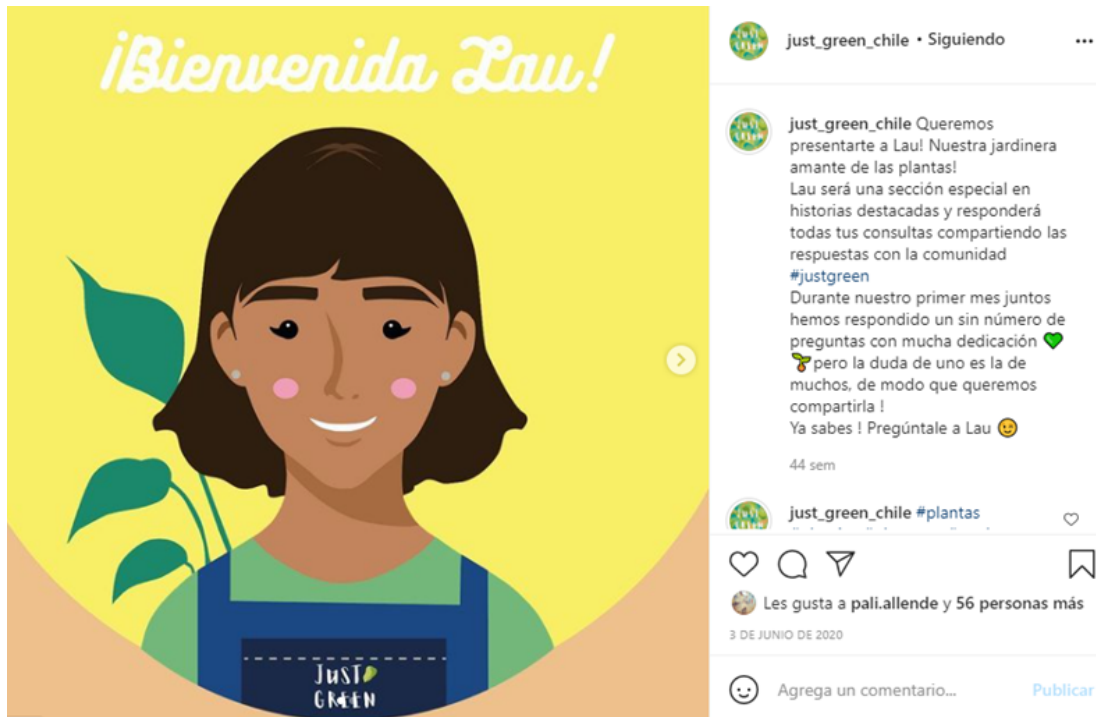 ¡Bienvenida Lau!
JUST
GREEN
just_green_chile • Siguiendo
just_green_chile Queremos
presentarte a Lau! Nuestra jardinera
amante de las plantas!
Lau será una sección especial en
historias destacadas y responderá
todas tus consultas compartiendo las
respuestas con la comunidad
#justgreen
Durante nuestro primer mes juntos
hemos respondido un sin número de
preguntas con mucha dedicación 💚
🌱pero la duda de uno es la de
muchos, de modo que queremos
compartirla !
Ya sabes ! Pregúntale a Lau 😉
44 sem
just_green_chile #plantas
Les gusta a pali.allende y 56 personas más
3 DE JUNIO DE 2020
Agrega un comentario... Publicar